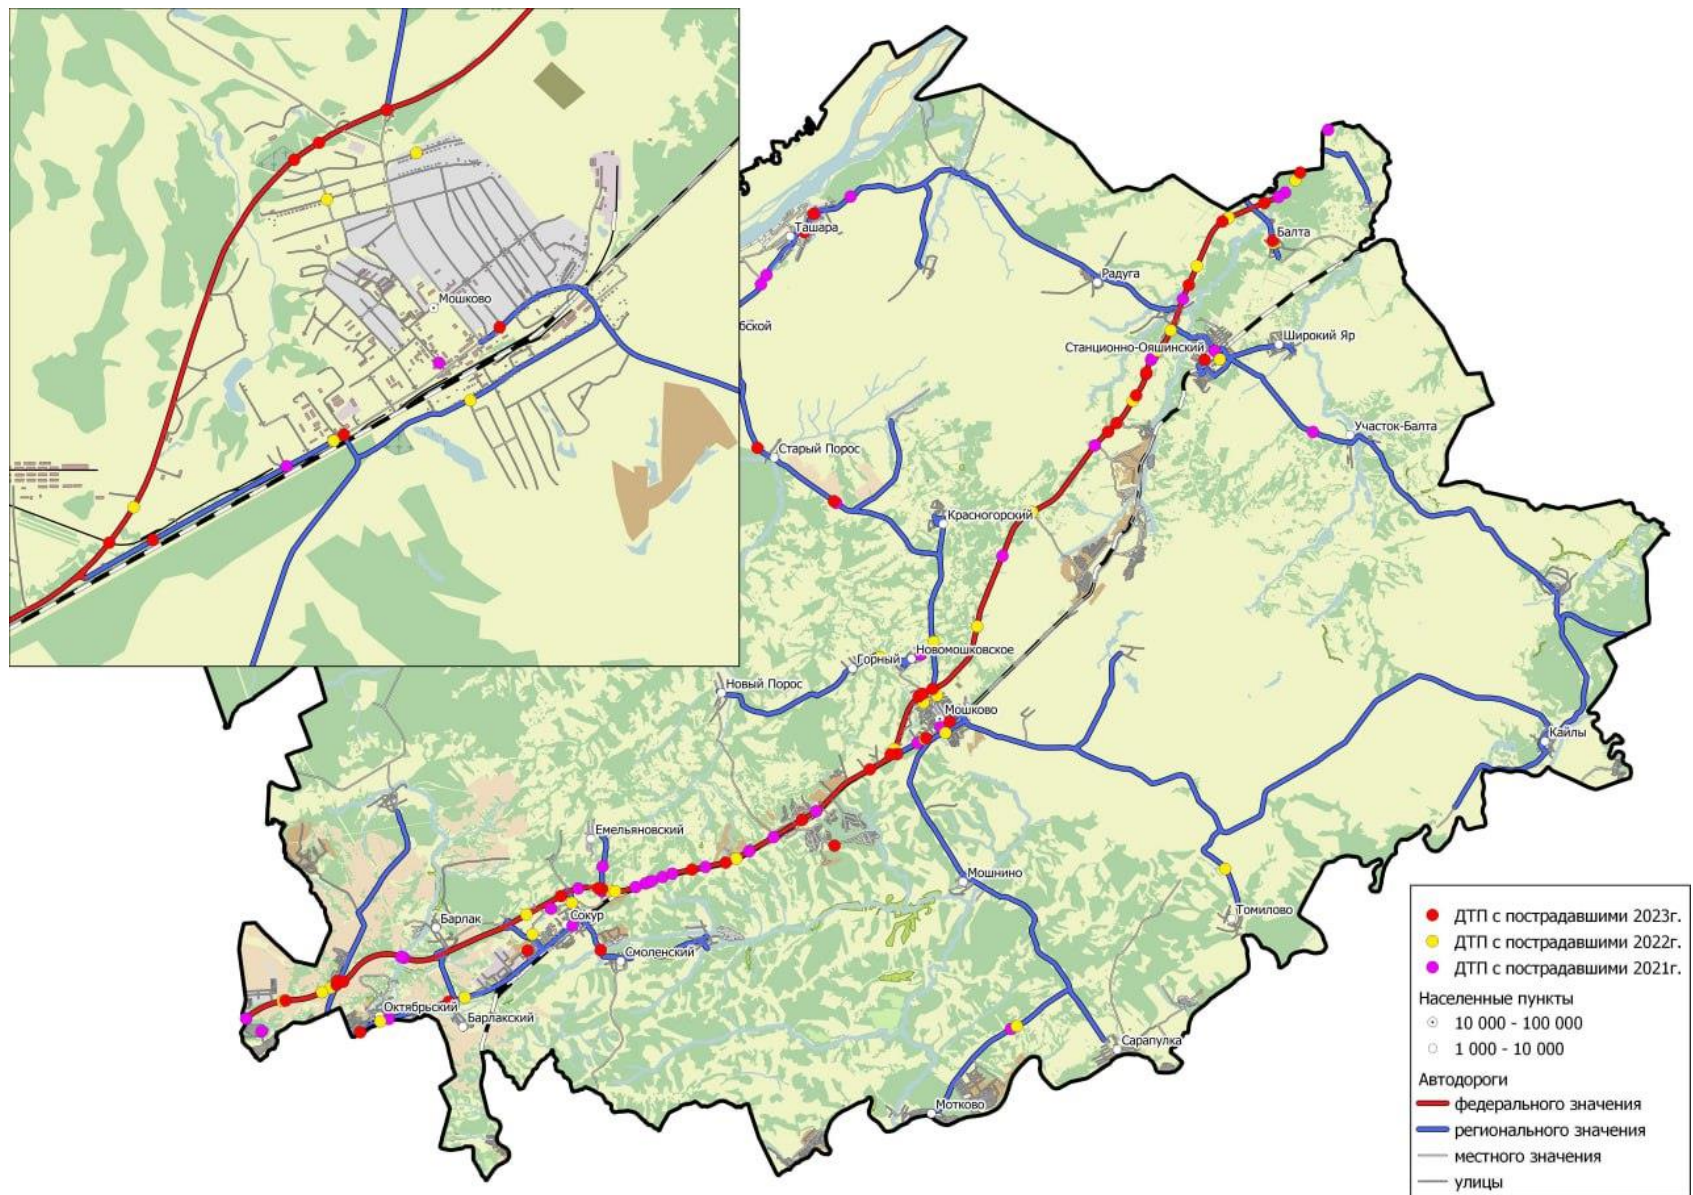 Мошково
Ташара
Балта
Радуга
бской
Станционно-Ояшинский
Широкий Яр
Участок-Балта
Старый Порос
Красногорский
Горный
Новомошковское
Новый Порос
Мошково
Кайлы
Емельяновский
Мошнино
Томилово
Барлак
Сокур
Смоленский
Октябрьский
Барлакский
Сарапулка
Мотково
ДТП с пострадавшими 2023г.
ДТП с пострадавшими 2022г.
ДТП с пострадавшими 2021г.
Населенные пункты
10 000 - 100 000
1 000 - 10 000
Автодороги
федерального значения
регионального значения
местного значения
улицы